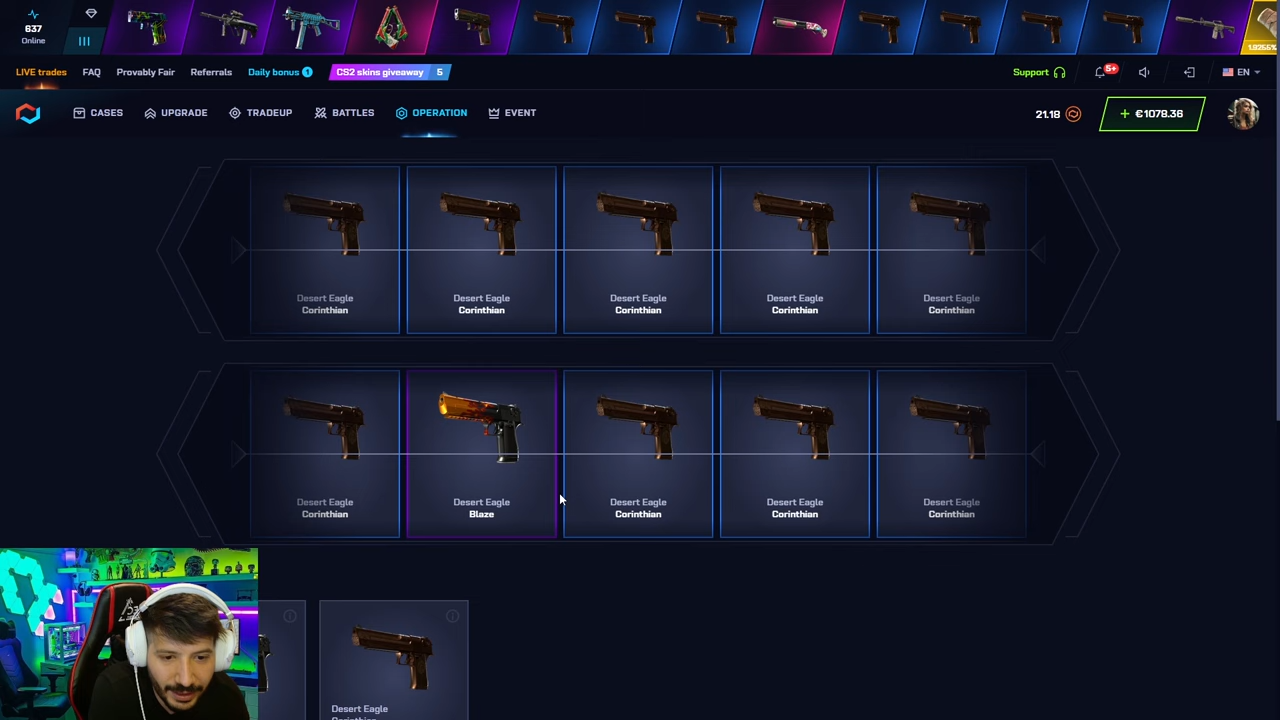 637
Online
1.9255%
LIVE trades
FAQ
Provably Fair
Referrals
Daily bonus 1
CS2 skins giveaway 5
Support
5+
EN
CASES
UPGRADE
TRADEUP
BATTLES
OPERATION
EVENT
21.18
+ €1078.36
Desert Eagle
Corinthian
Desert Eagle
Corinthian
Desert Eagle
Corinthian
Desert Eagle
Corinthian
Desert Eagle
Corinthian
Desert Eagle
Corinthian
Desert Eagle
Blaze
Desert Eagle
Corinthian
Desert Eagle
Corinthian
Desert Eagle
Corinthian
Desert Eagle
Corinthian